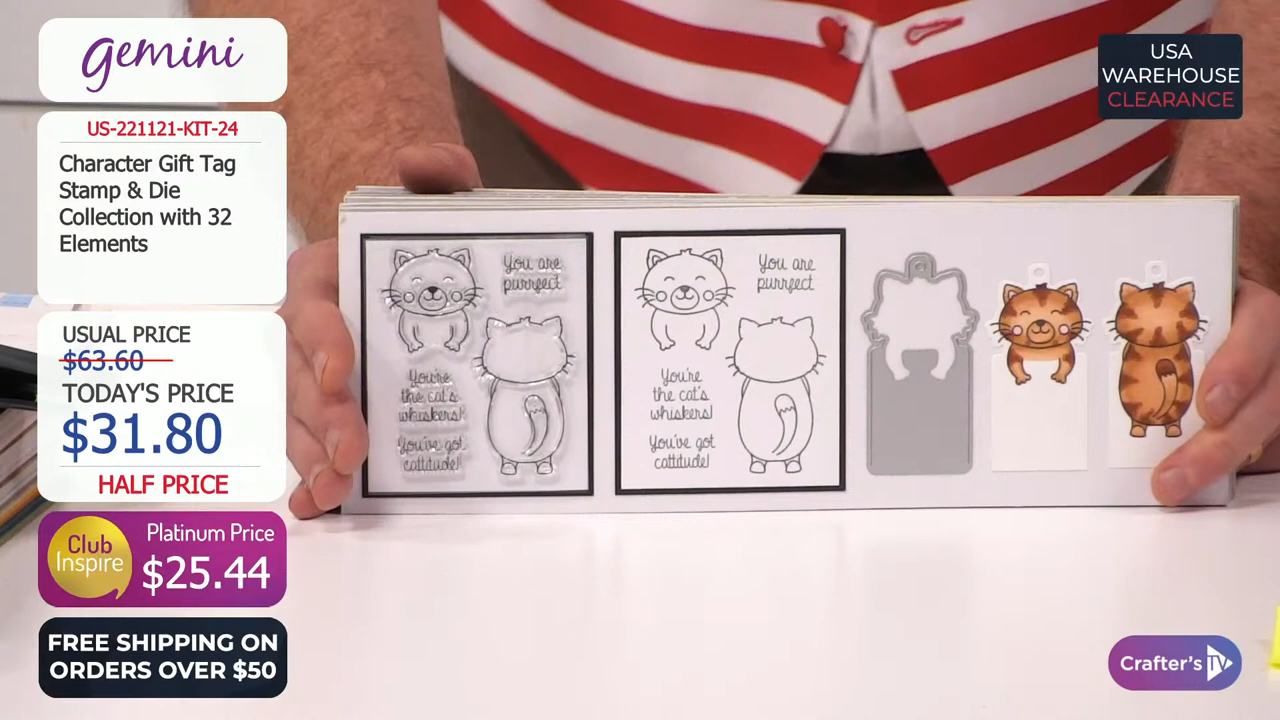 gemini
US-221121-KIT-24
Character Gift Tag
Stamp & Die
Collection with 32
Elements
USUAL PRICE
$63.60
TODAY'S PRICE
$31.80
HALF PRICE
Club
Inspire
Platinum Price
$25.44
FREE SHIPPING ON
ORDERS OVER $50
USA
WAREHOUSE
CLEARANCE
You are
purrfect
You're
the cat's
whiskers!
You've got
cattitude!
You are
purrfect
You're
the cat's
whiskers!
You've got
cattitude!
Crafter's TV